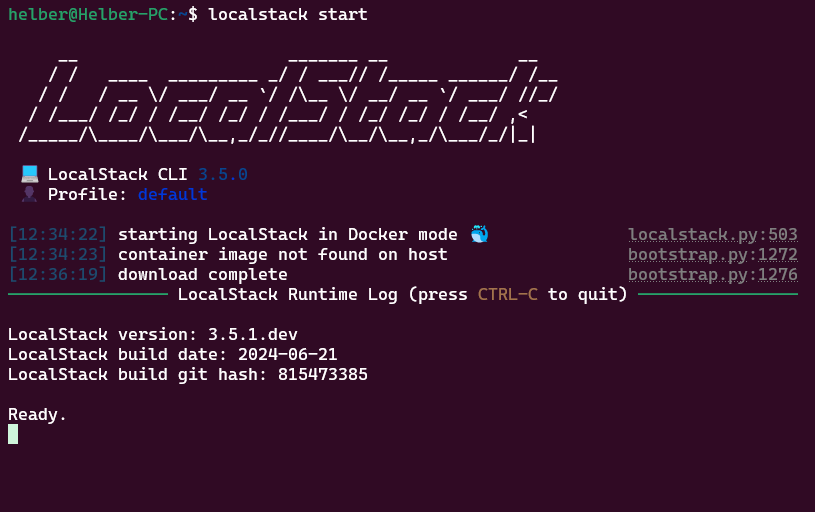 helber@Helber-PC:~$ localstack start
LocalStack
💻 LocalStack CLI 3.5.0
👤 Profile: default
[12:34:22] starting LocalStack in Docker mode 🐳 localstack.py:503
[12:34:23] container image not found on host bootstrap.py:1272
[12:36:19] download complete bootstrap.py:1276
LocalStack Runtime Log (press CTRL-C to quit)
LocalStack version: 3.5.1.dev
LocalStack build date: 2024-06-21
LocalStack build git hash: 815473385
Ready.